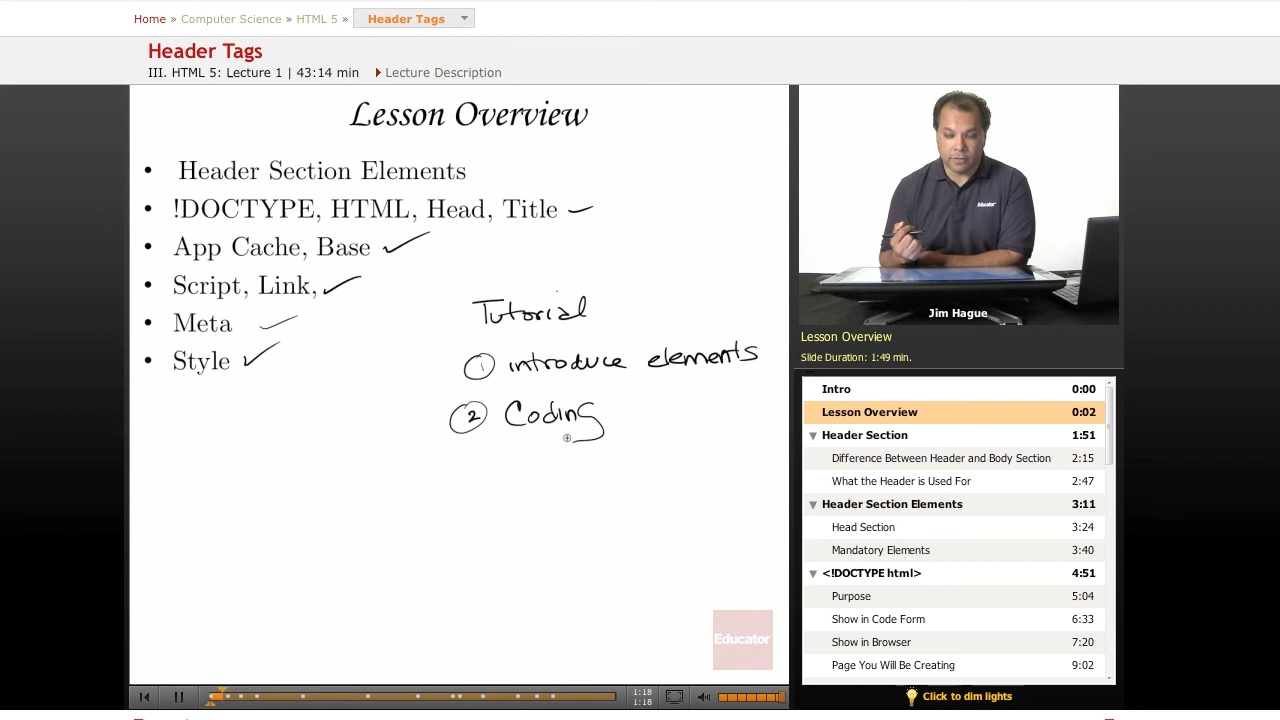 Home » Computer Science » HTML 5 » Header Tags
Header Tags
III. HTML 5: Lecture 1 | 43:14 min Lecture Description
Lesson Overview
• Header Section Elements
• !DOCTYPE, HTML, Head, Title
• App Cache, Base
• Script, Link,
• Meta
• Style
Tutorial
1 introduce elements
2 Coding
Educator
1:18
1:18
Educator
Jim Hague
Lesson Overview
Slide Duration: 1:49 min.
Intro 0:00
Lesson Overview 0:02
Header Section 1:51
Difference Between Header and Body Section 2:15
What the Header is Used For 2:47
Header Section Elements 3:11
Head Section 3:24
Mandatory Elements 3:40
<!DOCTYPE html> 4:51
Purpose 5:04
Show in Code Form 6:33
Show in Browser 7:20
Page You Will Be Creating 9:02
Click to dim lights